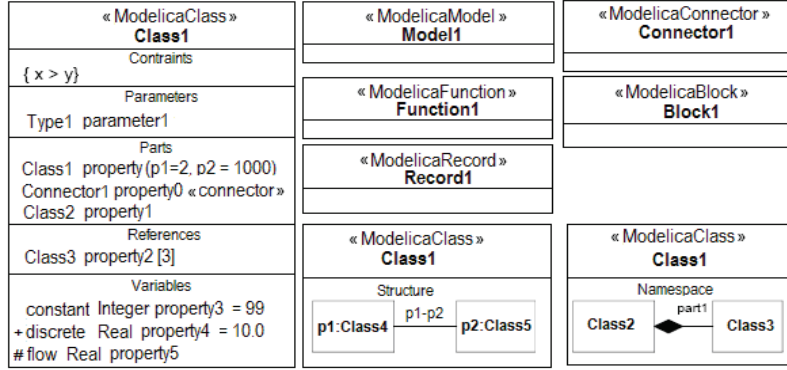 «ModelicaClass»
Class1
Contraints
{ x > y}
Parameters
Type1 parameter1
Parts
Class1 property(p1=2, p2 = 1000)
Connector1 property0 «connector»
Class2 property1
References
Class3 property2 [3]
Variables
constant Integer property3 = 99
+ discrete Real property4 = 10.0
# flow Real property5
«ModelicaModel»
Model1
«ModelicaFunction»
Function1
«ModelicaRecord»
Record1
«ModelicaConnector»
Connector1
«ModelicaBlock»
Block1
«ModelicaClass»
Class1
Structure
p1:Class4 p1-p2 p2:Class5
«ModelicaClass»
Class1
Namespace
Class2 part1 Class3